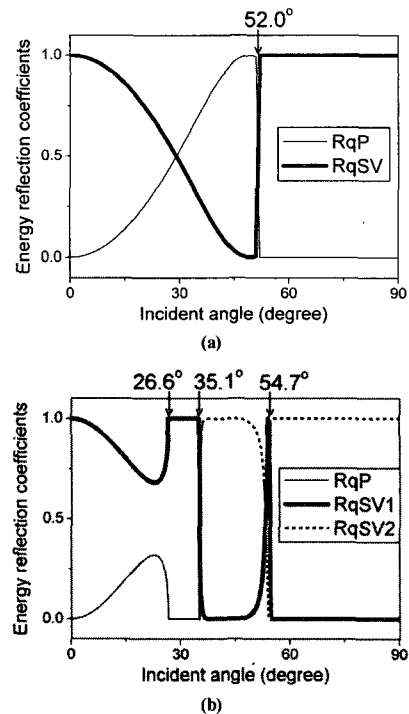 52.0°
Energy reflection coefficients
1.0
0.5
0.0
RqP
RqSV
0 30 60 90
Incident angle (degree)
(a)
26.6° 35.1° 54.7°
Energy reflection coefficients
1.0
0.5
0.0
RqP
RqSV1
RqSV2
0 30 60 90
Incident angle (degree)
(b)